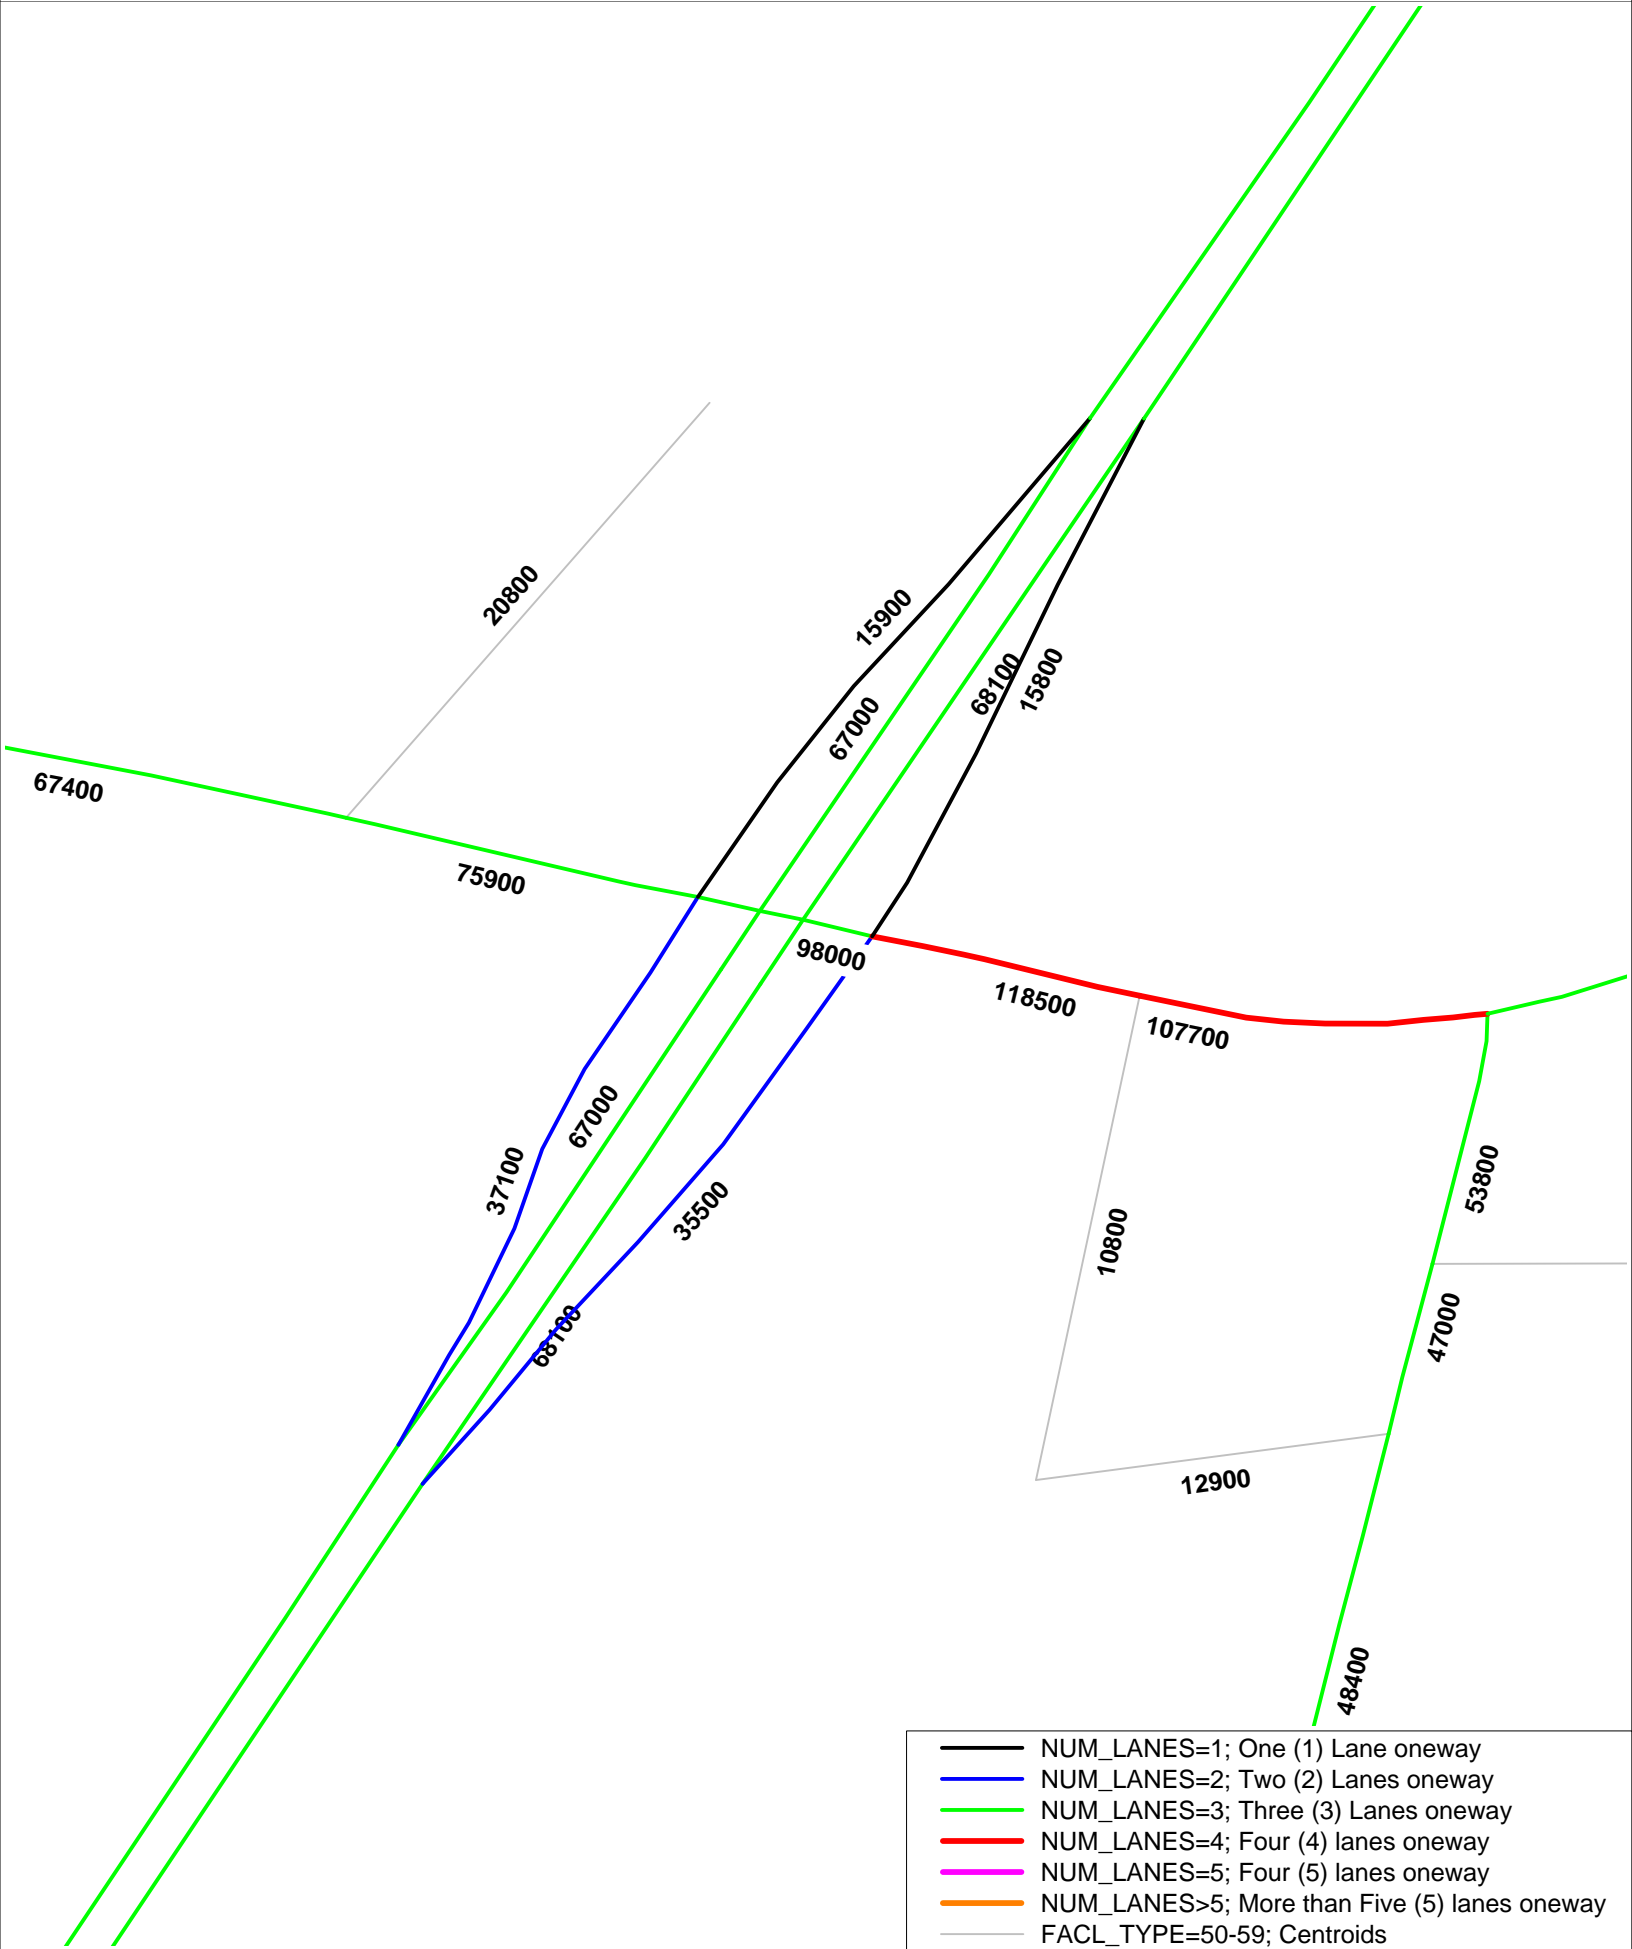 20800
15900
68100
15800
67000
67400
75900
98000
118500
107700
67000
37100
35500
53800
10800
47000
68100
12900
48400
NUM_LANES=1; One (1) Lane oneway
NUM_LANES=2; Two (2) Lanes oneway
NUM_LANES=3; Three (3) Lanes oneway
NUM_LANES=4; Four (4) lanes oneway
NUM_LANES=5; Four (5) lanes oneway
NUM_LANES>5; More than Five (5) lanes oneway
FACL_TYPE=50-59; Centroids